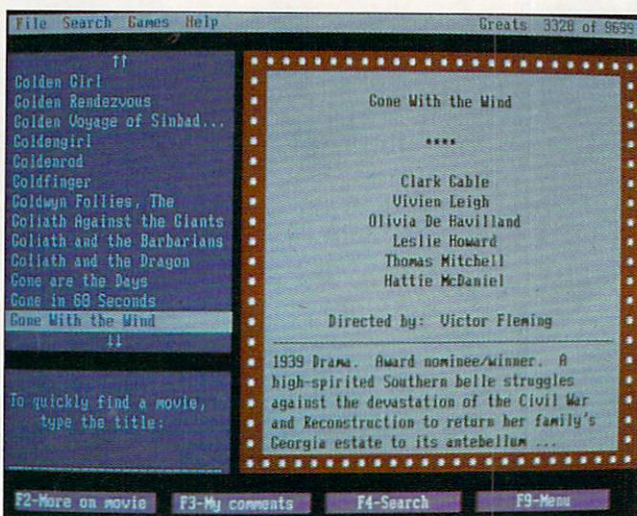 File Search Games Help Greats 3328 of 9699
↑↑
Golden Girl
Golden Rendezvous
Golden Voyage of Sinbad...
Goldengirl
Goldenrod
Goldfinger
Goldwyn Follies, The
Goliath Against the Giants
Goliath and the Barbarians
Goliath and the Dragon
Gone are the Days
Gone in 60 Seconds
Gone With the Wind
↓↓
To quickly find a movie,
type the title:
Gone With the Wind
****
Clark Gable
Vivien Leigh
Olivia De Havilland
Leslie Howard
Thomas Mitchell
Hattie McDaniel
Directed by: Victor Fleming
1939 Drama. Award nominee/winner. A
high-spirited Southern belle struggles
against the devastation of the Civil War
and Reconstruction to return her family's
Georgia estate to its antebellum ...
F2-More on movie F3-My comments F4-Search F9-Menu